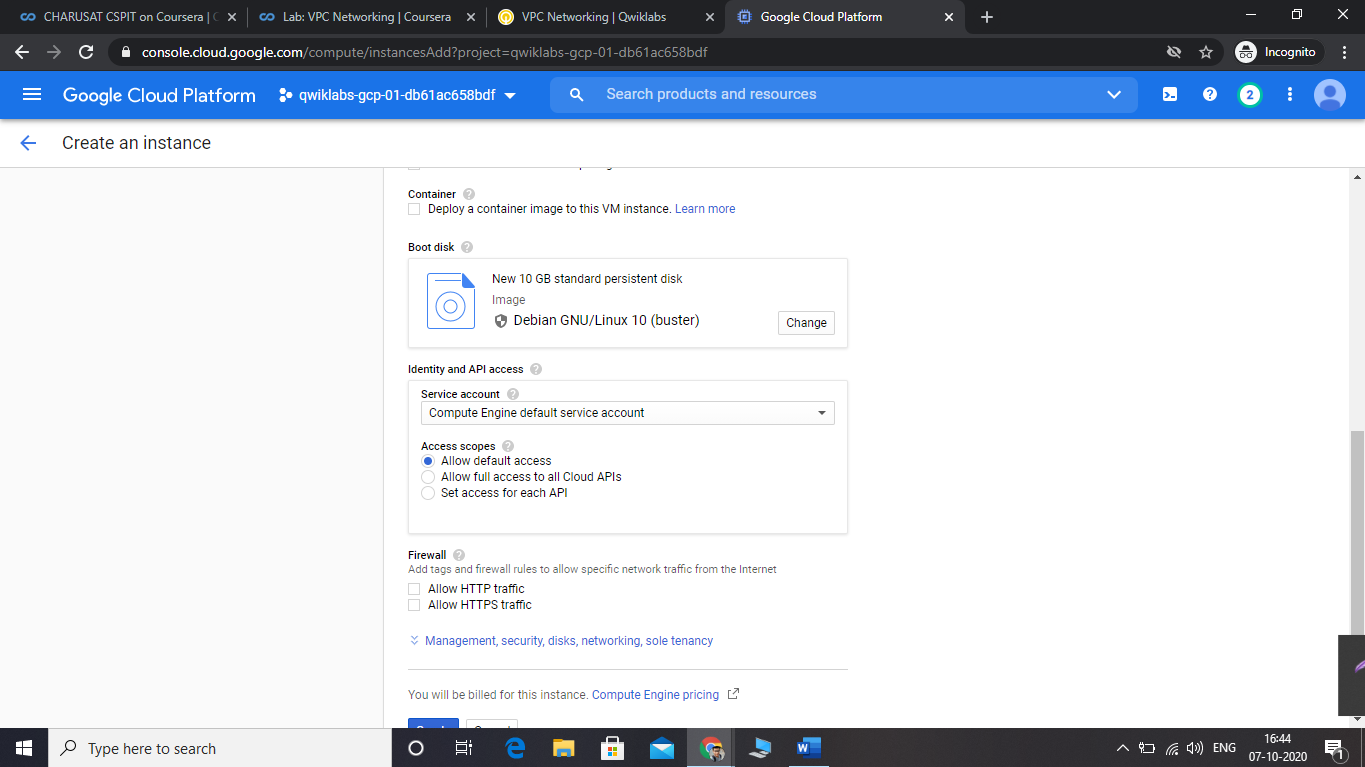 CHARUSAT CSPIT on Coursera |
Lab: VPC Networking | Coursera
VPC Networking | Qwiklabs
Google Cloud Platform
console.cloud.google.com/compute/instancesAdd?project=qwiklabs-gcp-01-db61ac658bdf
Incognito
Google Cloud Platform
qwiklabs-gcp-01-db61ac658bdf
Search products and resources
2
Create an instance
Container
Deploy a container image to this VM instance. Learn more
Boot disk
New 10 GB standard persistent disk
Image
Debian GNU/Linux 10 (buster)
Change
Identity and API access
Service account
Compute Engine default service account
Access scopes
Allow default access
Allow full access to all Cloud APIs
Set access for each API
Firewall
Add tags and firewall rules to allow specific network traffic from the Internet
Allow HTTP traffic
Allow HTTPS traffic
Management, security, disks, networking, sole tenancy
You will be billed for this instance. Compute Engine pricing
Type here to search
ENG
16:44
07-10-2020
1